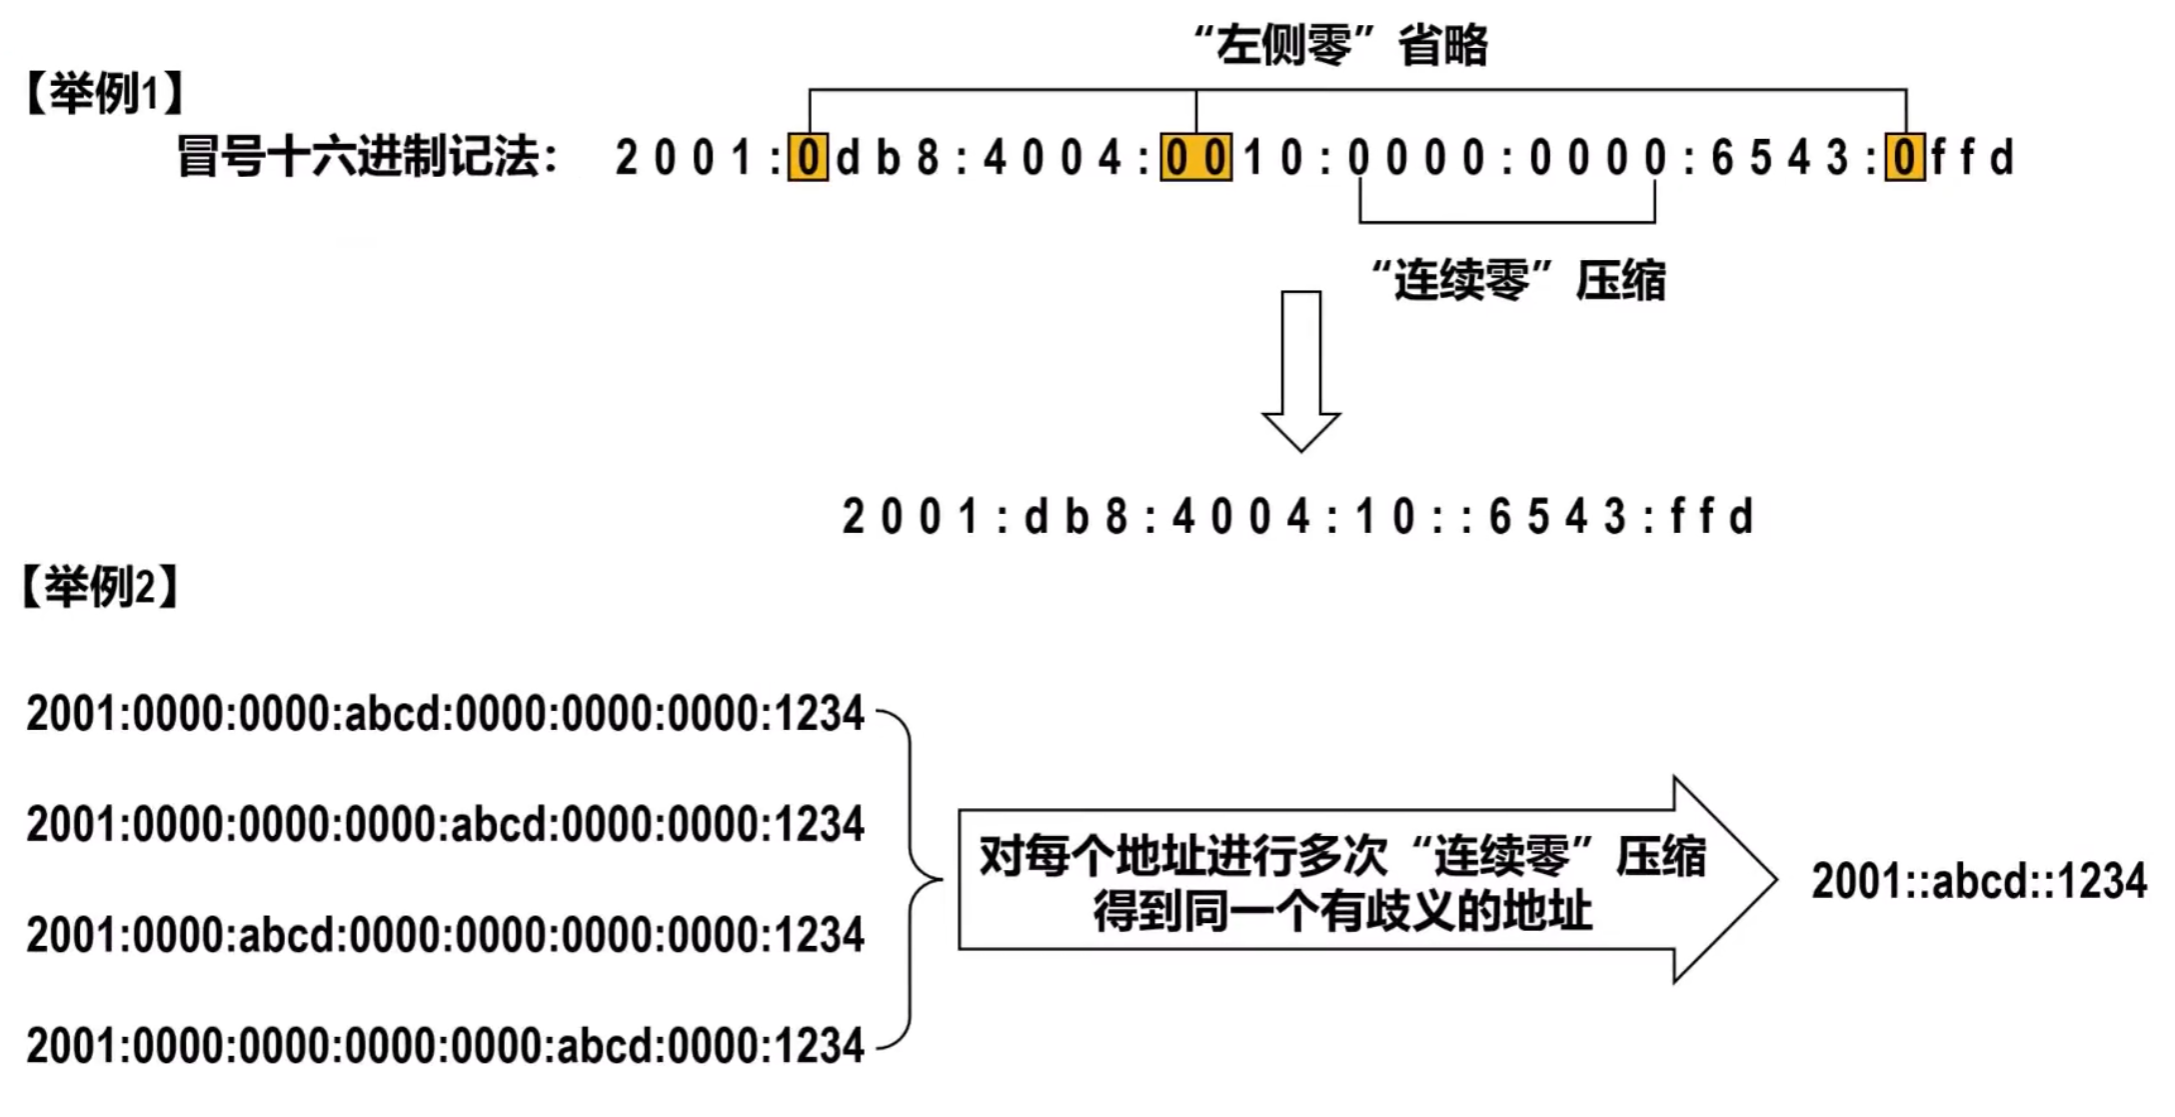 “左侧零”省略
【举例1】
冒号十六进制记法： 2001:0db8:4004:0010:0000:0000:6543:0ffd
“连续零”压缩
2001:db8:4004:10::6543:ffd
【举例2】
2001:0000:0000:abcd:0000:0000:0000:1234
2001:0000:0000:0000:abcd:0000:0000:1234
2001:0000:abcd:0000:0000:0000:0000:1234
2001:0000:0000:0000:0000:abcd:0000:1234
对每个地址进行多次“连续零”压缩
得到同一个有歧义的地址
2001::abcd::1234